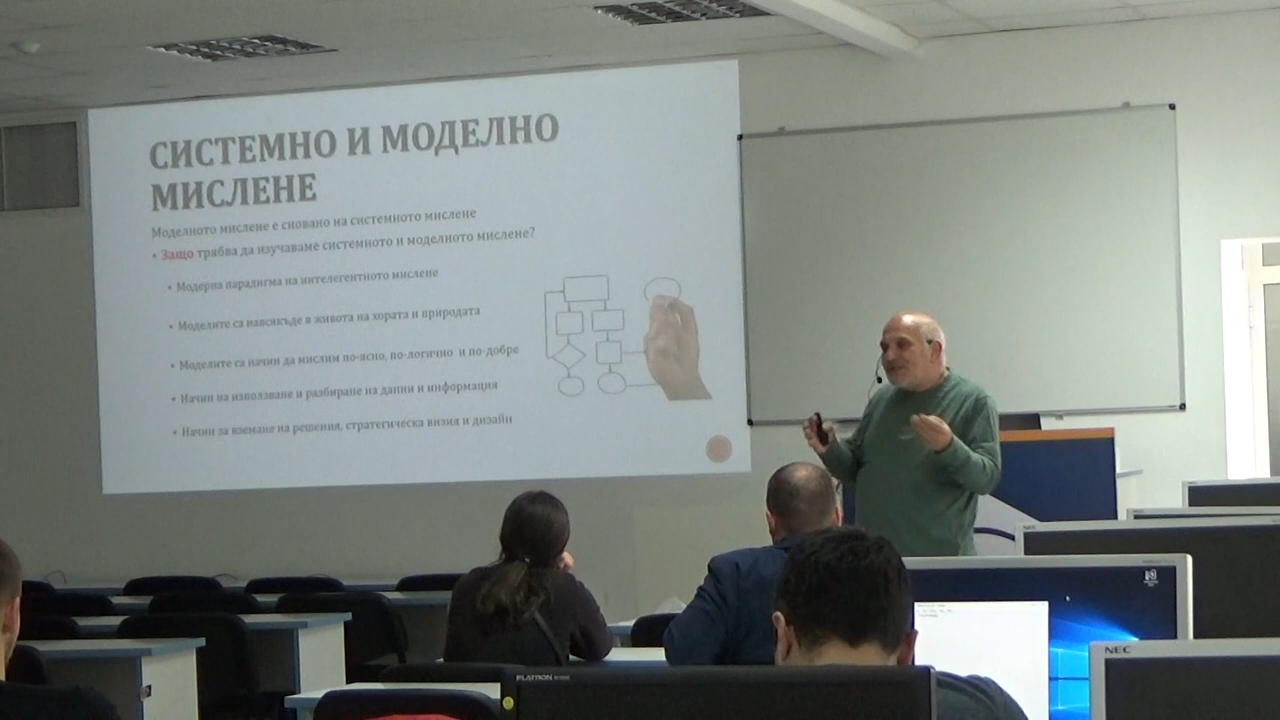 СИСТЕМНО И МОДЕЛНО
МИСЛЕНЕ
Моделното мислене е сновано на системното мислене
• Защо трябва да изучаваме системното и моделното мислене?
• Модерна парадигма на интелегентното мислене
• Моделите са навсякъде в живота на хората и природата
• Моделите са начин да мислим по-ясно, по-логично и по-добре
• Начин на използване и разбиране на данни и информация
• Начин за вземане на решения, стратегическа визия и дизайн
NEC
PLATRON